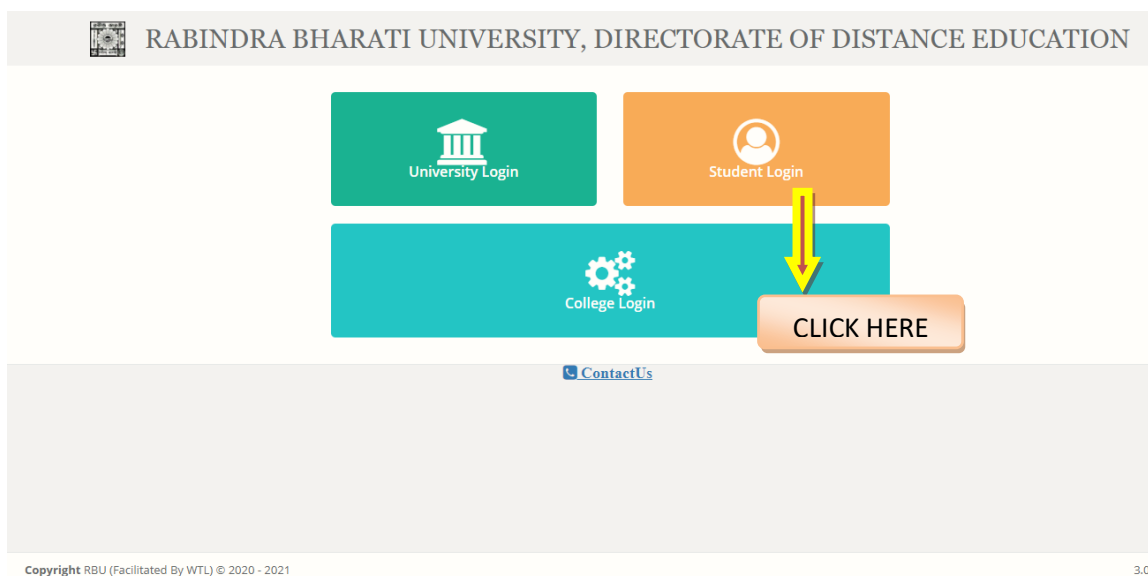 RABINDRA BHARATI UNIVERSITY, DIRECTORATE OF DISTANCE EDUCATION
University Login
Student Login
College Login
CLICK HERE
ContactUs
Copyright RBU (Facilitated By WTL) © 2020 - 2021